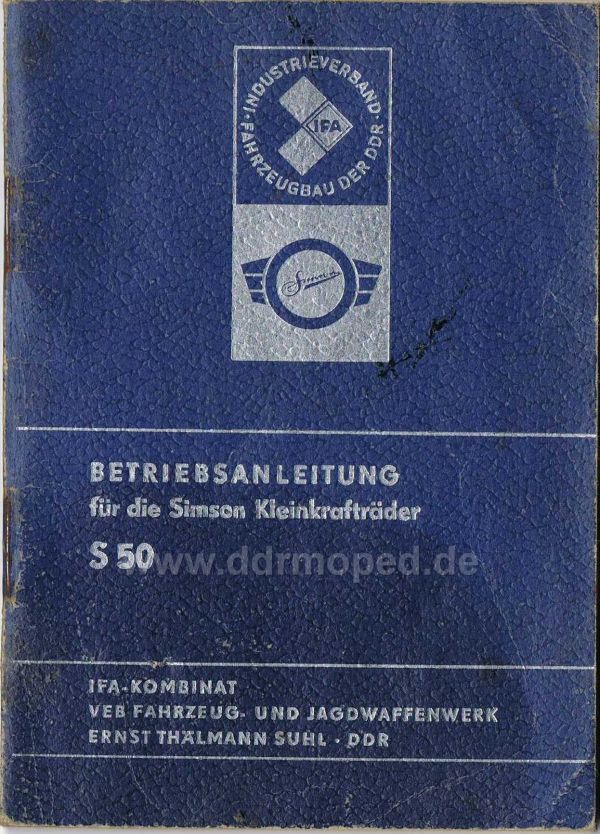 INDUSTRIEVERBAND
FAHRZEUGBAU DER DDR
IFA
Simson
BETRIEBSANLEITUNG
für die Simson Kleinkrafträder
S 50
www.ddrmoped.de
IFA-KOMBINAT
VEB FAHRZEUG- UND JAGDWAFFENWERK
ERNST THÄLMANN SUHL · DDR